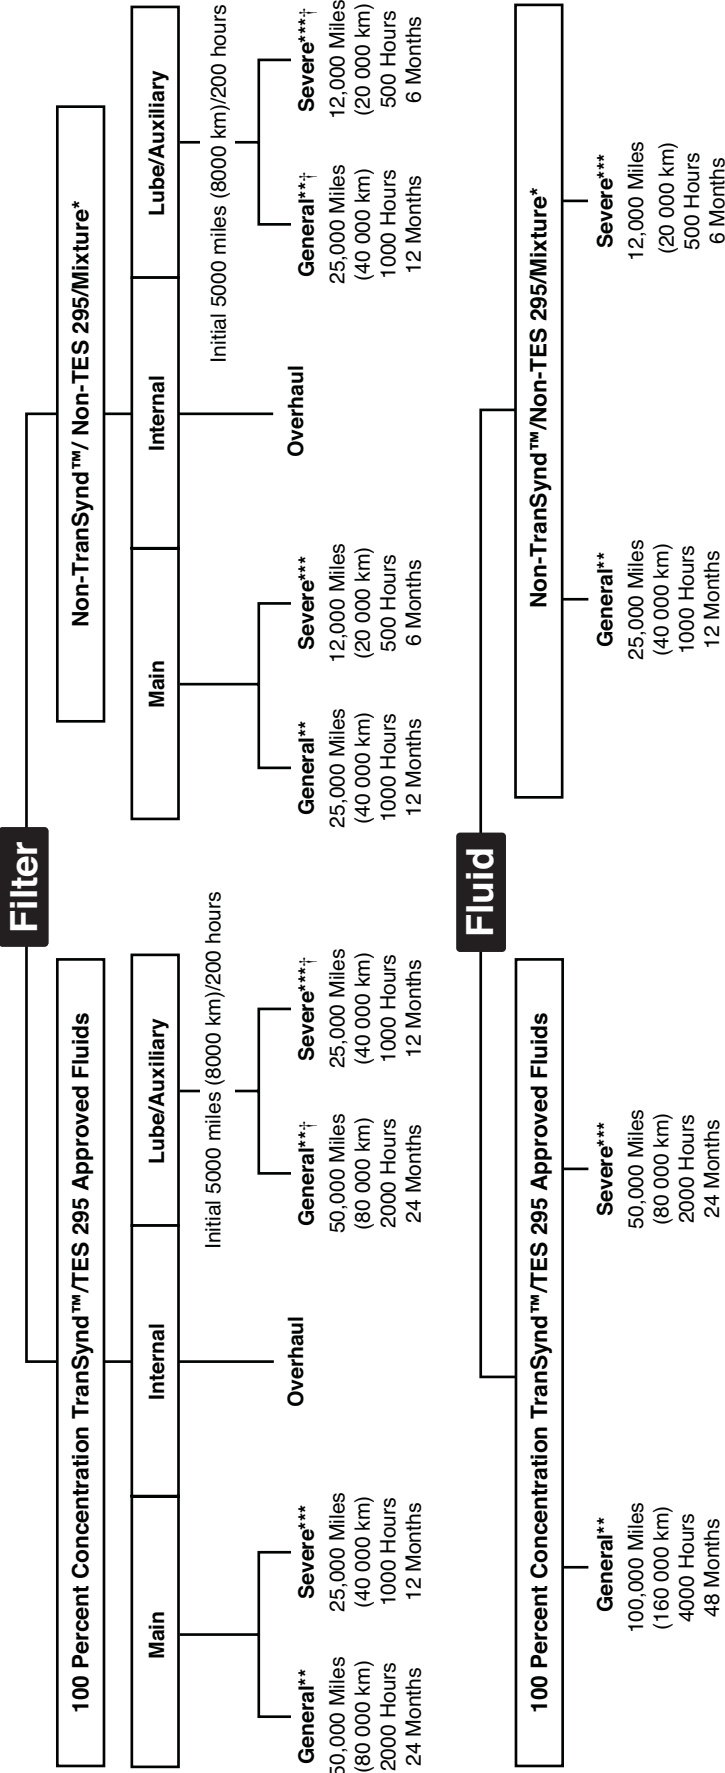 Filter
100 Percent Concentration TranSynd™/TES 295 Approved Fluids
Main
General**
50,000 Miles
(80 000 km)
2000 Hours
24 Months
Severe***
25,000 Miles
(40 000 km)
1000 Hours
12 Months
Internal
Overhaul
Lube/Auxiliary
Initial 5000 miles (8000 km)/200 hours
General**†
50,000 Miles
(80 000 km)
2000 Hours
24 Months
Severe***†
25,000 Miles
(40 000 km)
1000 Hours
12 Months
Non-TranSynd™/ Non-TES 295/Mixture*
Main
General**
25,000 Miles
(40 000 km)
1000 Hours
12 Months
Severe***
12,000 Miles
(20 000 km)
500 Hours
6 Months
Internal
Overhaul
Lube/Auxiliary
Initial 5000 miles (8000 km)/200 hours
General**†
25,000 Miles
(40 000 km)
1000 Hours
12 Months
Severe***†
12,000 Miles
(20 000 km)
500 Hours
6 Months
Fluid
100 Percent Concentration TranSynd™/TES 295 Approved Fluids
General**
100,000 Miles
(160 000 km)
4000 Hours
48 Months
Severe***
50,000 Miles
(80 000 km)
2000 Hours
24 Months
Non-TranSynd™/Non-TES 295/Mixture*
General**
25,000 Miles
(40 000 km)
1000 Hours
12 Months
Severe***
12,000 Miles
(20 000 km)
500 Hours
6 Months